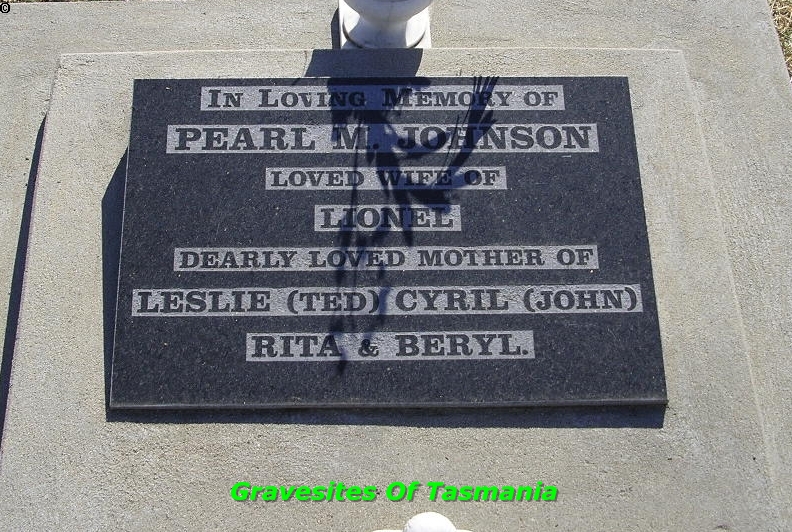 ©
In Loving Memory of
PEARL M. JOHNSON
LOVED WIFE OF
LIONEL
DEARLY LOVED MOTHER OF
LESLIE (TED) CYRIL (JOHN)
RITA & BERYL.
Gravesites Of Tasmania